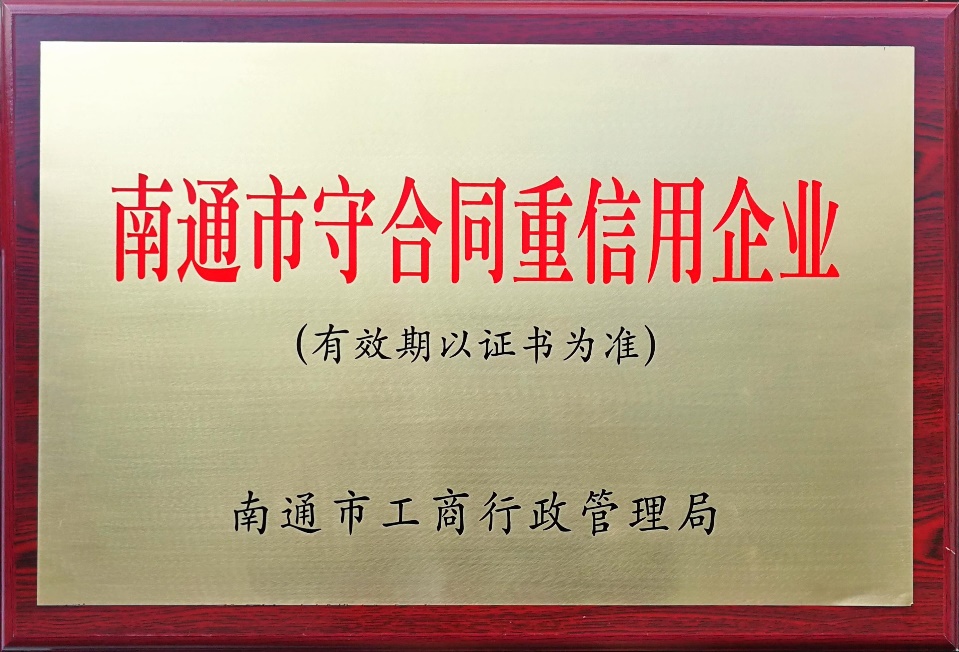 南通市守合同重信用企业
(有效期以证书为准)
南通市工商行政管理局